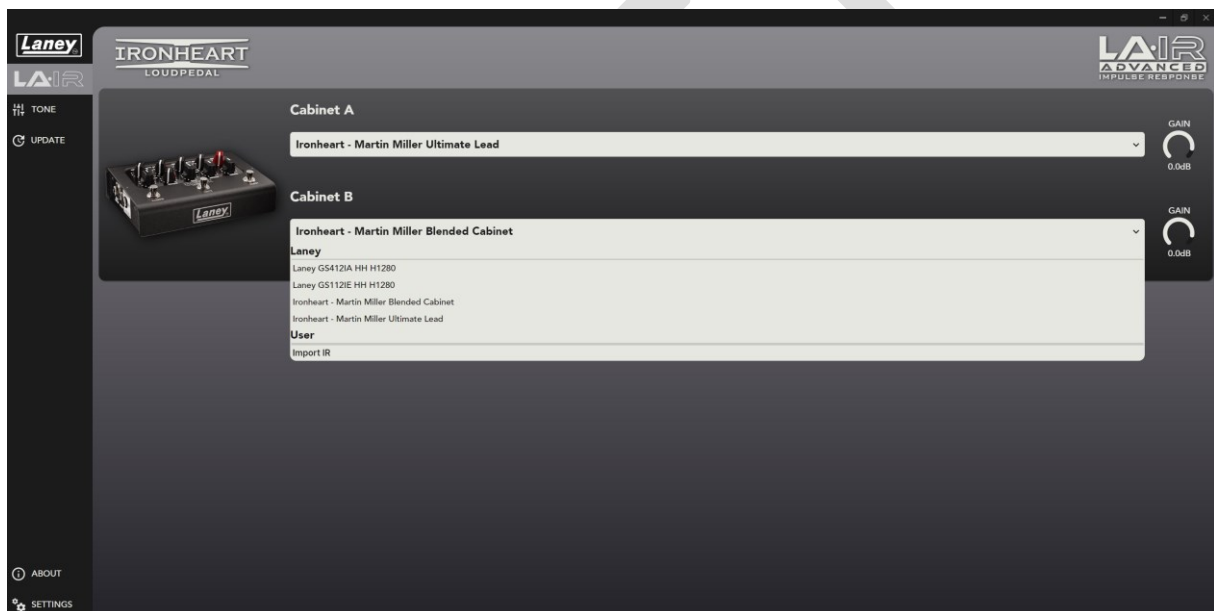 Laney
LA·IR
TONE
UPDATE
ABOUT
SETTINGS
IRONHEART
LOUDPEDAL
LA·IR
ADVANCED
IMPULSE RESPONSE
Laney
Cabinet A
Ironheart - Martin Miller Ultimate Lead
GAIN
0.0dB
Cabinet B
Ironheart - Martin Miller Blended Cabinet
GAIN
0.0dB
Laney
Laney GS412IA HH H1280
Laney GS112IE HH H1280
Ironheart - Martin Miller Blended Cabinet
Ironheart - Martin Miller Ultimate Lead
User
Import IR